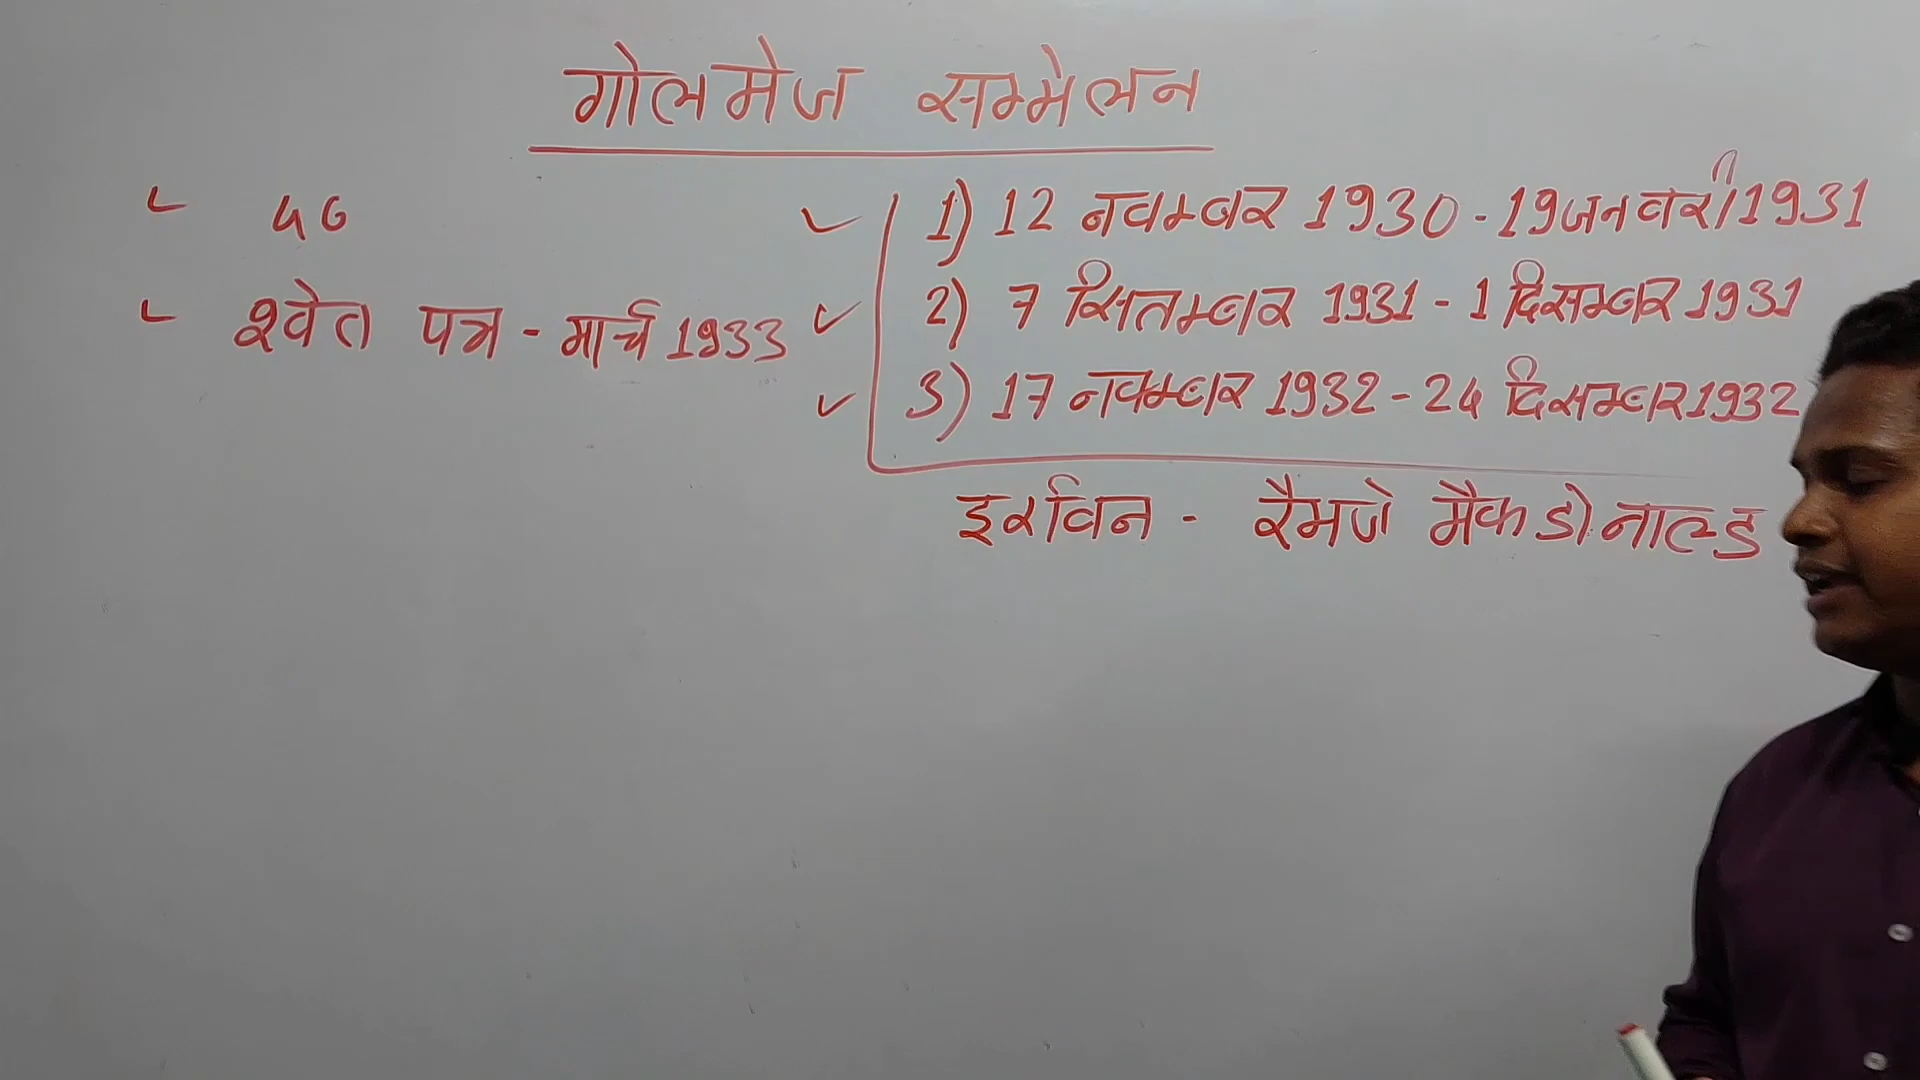 गोलमेज सम्मेलन
46
श्वेत पत्र - मार्च 1933
1) 12 नवम्बर 1930 - 19 जनवरी 1931
2) 7 सितम्बर 1931 - 1 दिसम्बर 1931
3) 17 नवम्बर 1932 - 24 दिसम्बर 1932
इरविन - रैमजे मैकडोनाल्ड